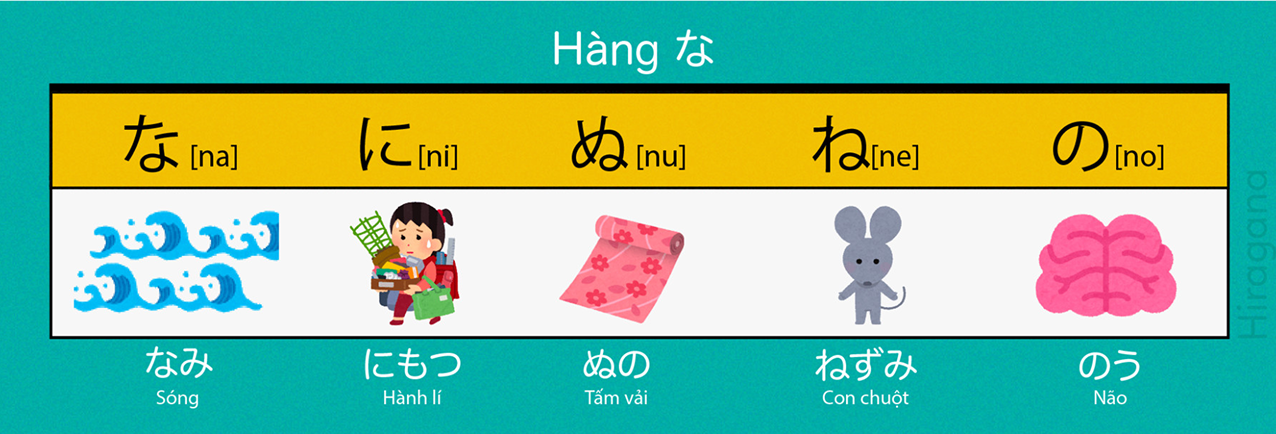 Hàng な
な [na] に [ni] ぬ [nu] ね [ne] の [no]
なみ にもつ ぬの ねずみ のう
Sóng Hành lí Tấm vải Con chuột Não
Hiragana